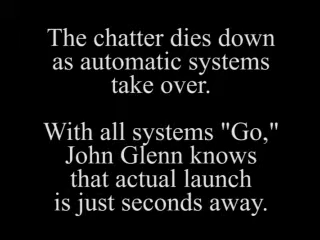 The chatter dies down
as automatic systems
take over.
With all systems "Go,"
John Glenn knows
that actual launch
is just seconds away.